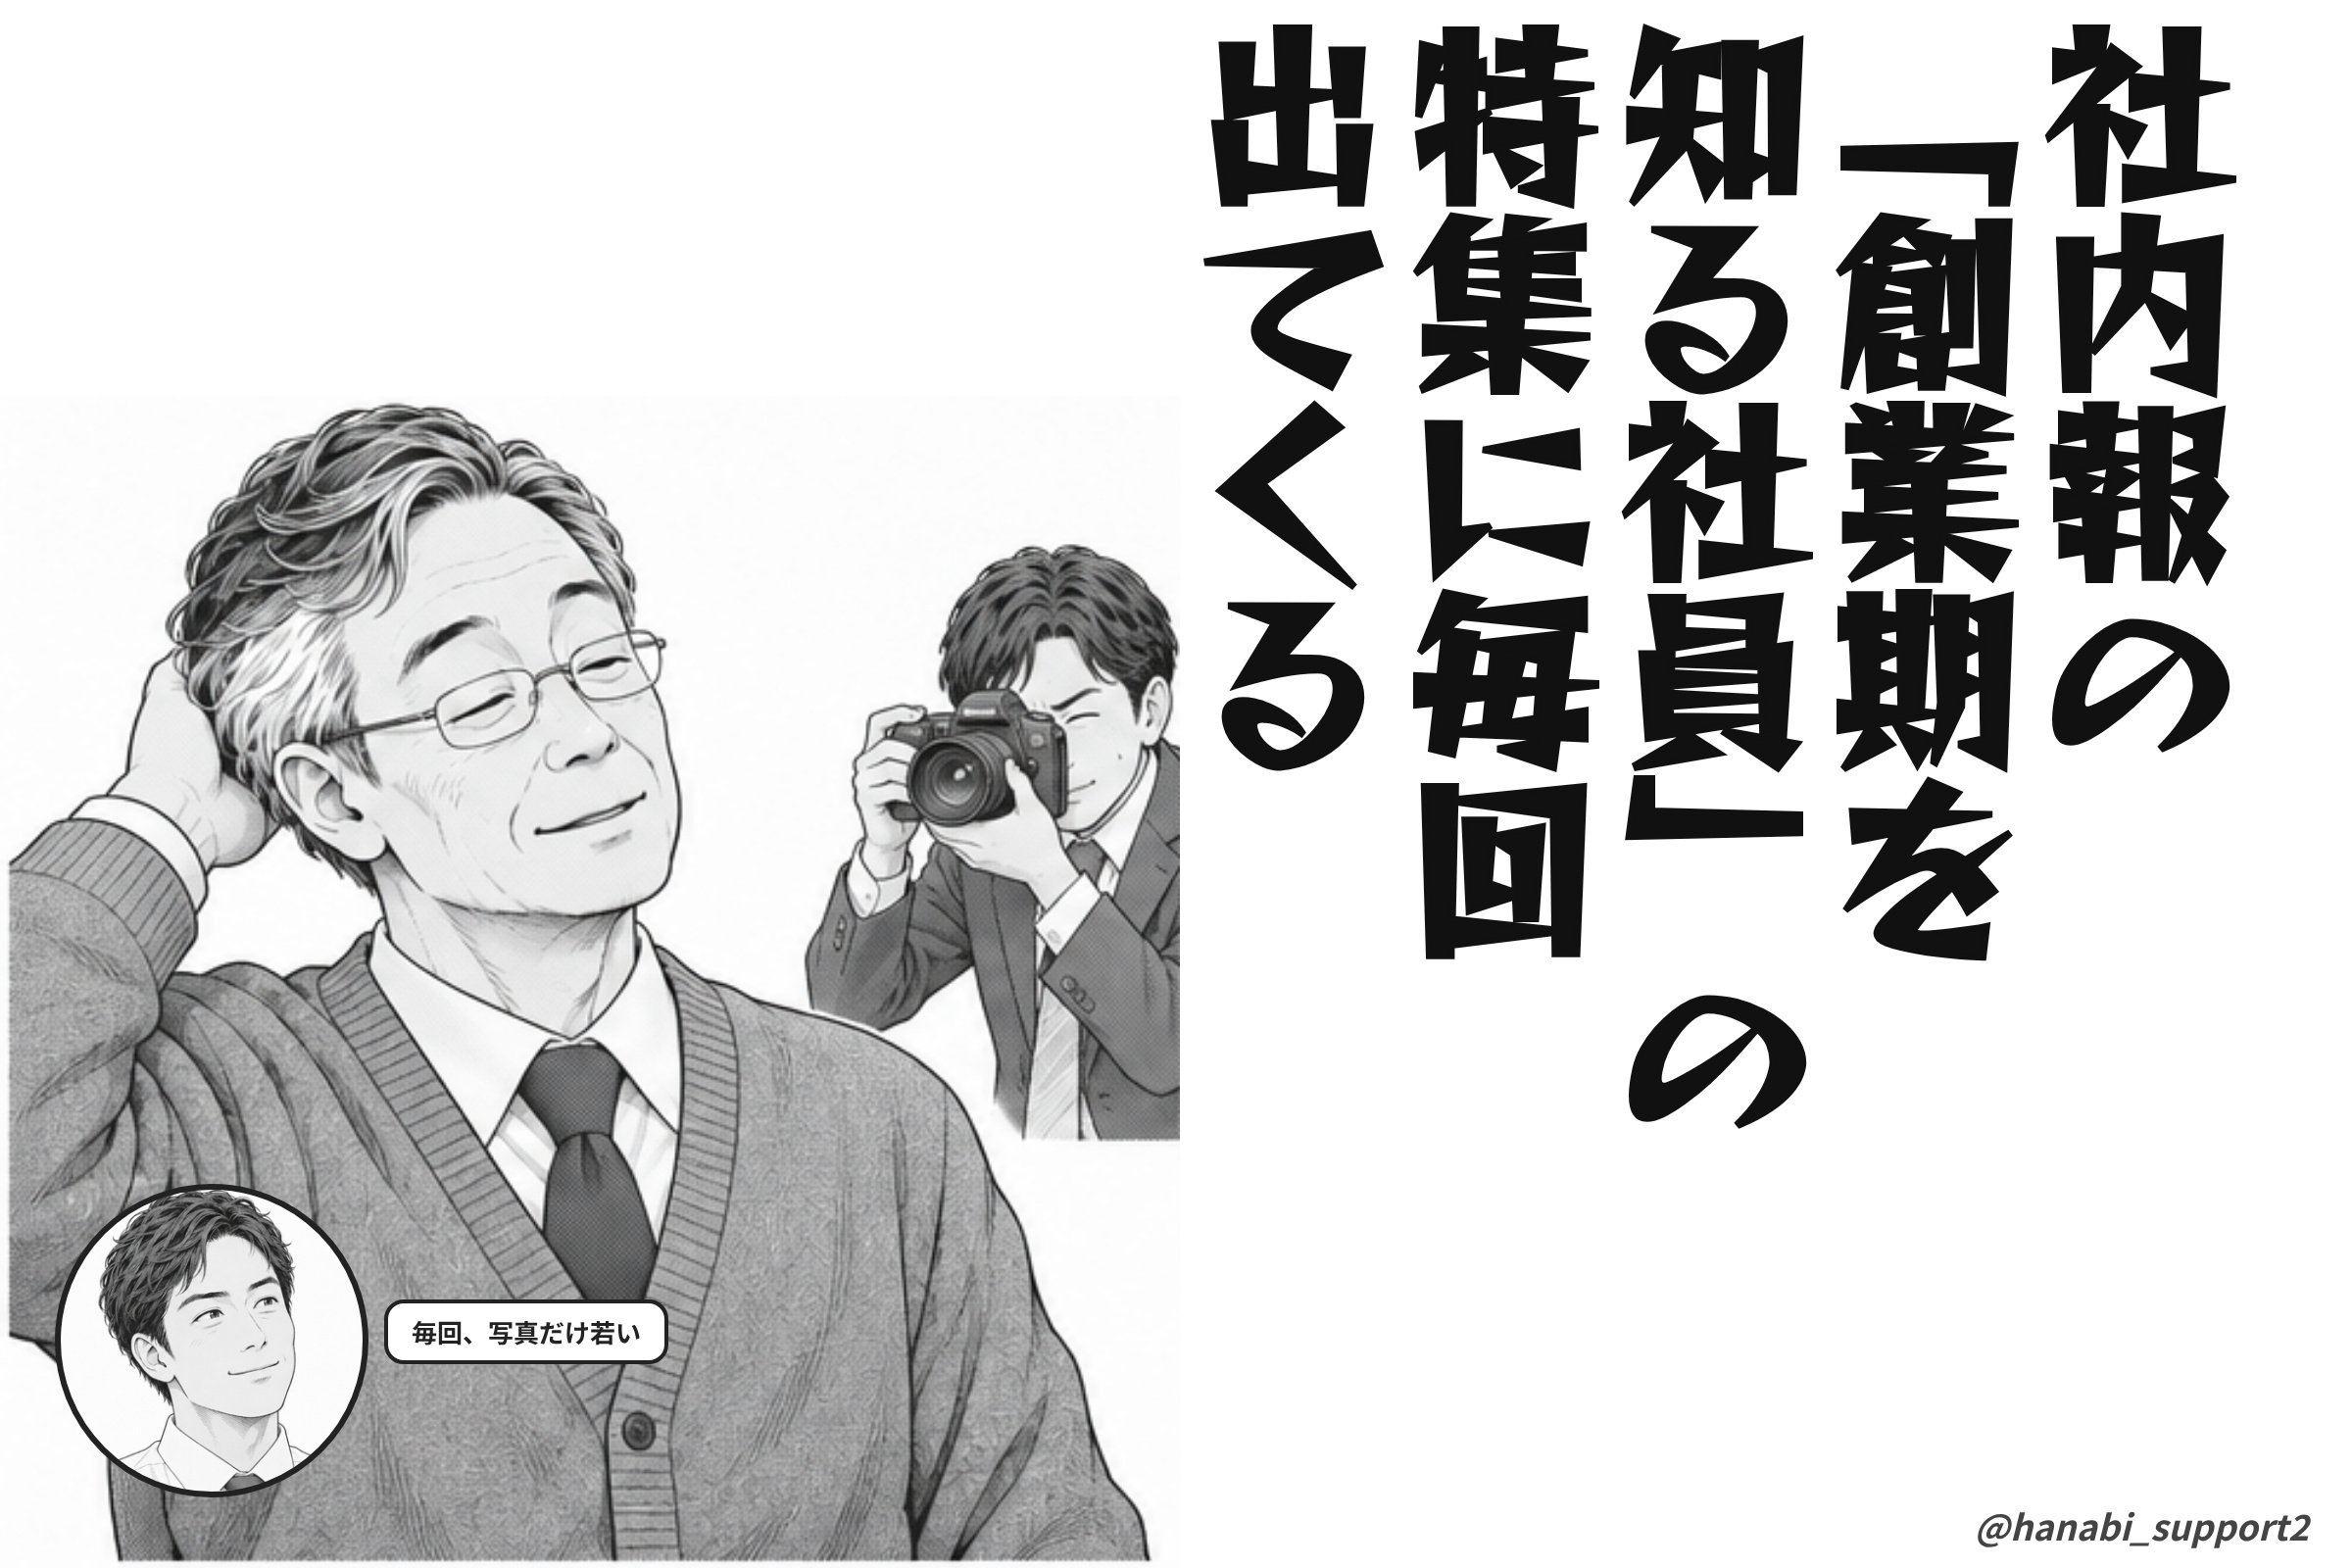 社内報の
「創業期を
知る社員」の
特集に毎回
出てくる
毎回、写真だけ若い
@hanabi_support2